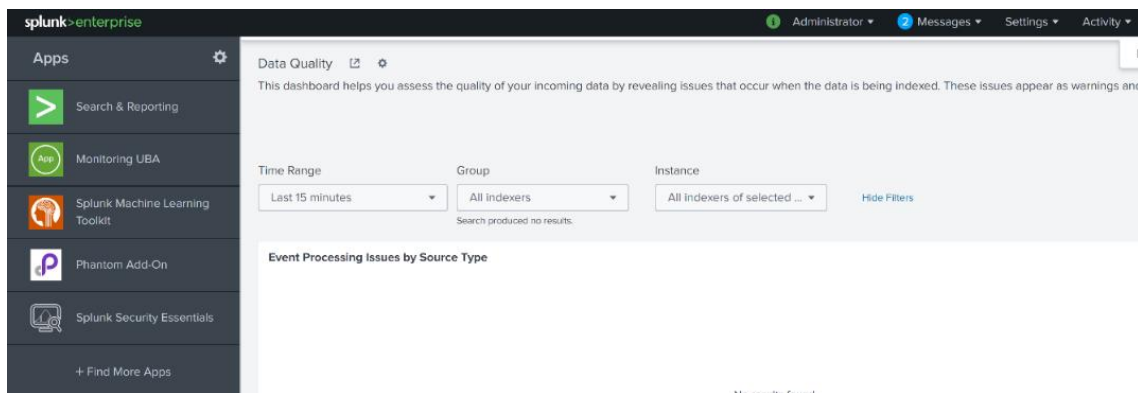 splunk>enterprise
Administrator
2 Messages
Settings
Activity
Apps
Search & Reporting
App
Monitoring UBA
Splunk Machine Learning
Toolkit
Phantom Add-On
Splunk Security Essentials
+ Find More Apps
Data Quality
This dashboard helps you assess the quality of your incoming data by revealing issues that occur when the data is being indexed. These issues appear as warnings and
Time Range
Group
Instance
Last 15 minutes
All indexers
All indexers of selected ...
Hide Filters
Search produced no results.
Event Processing Issues by Source Type